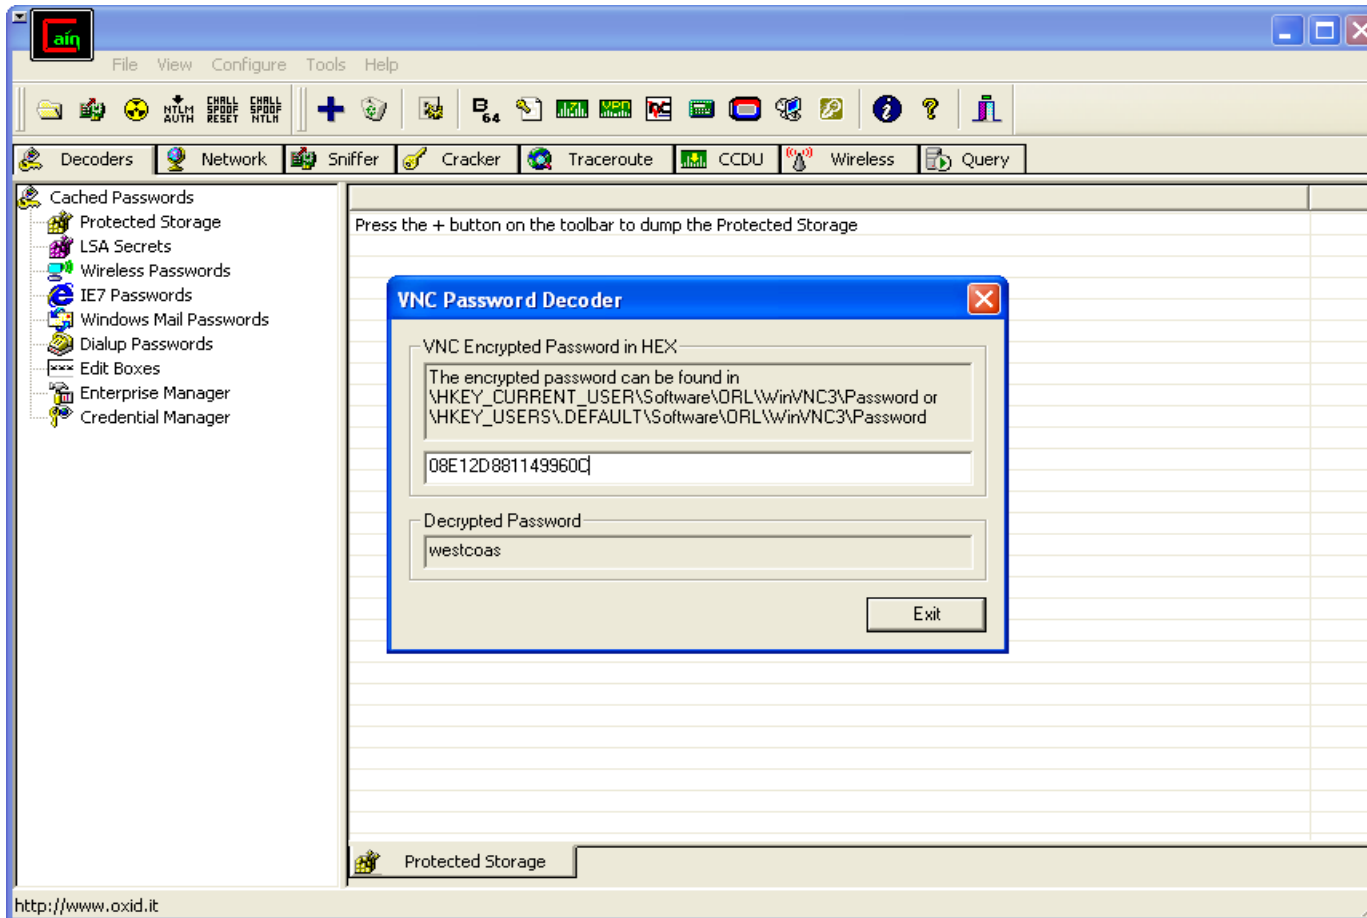 Cain
File View Configure Tools Help
NTLM AUTH CHALL SPOOF RESET CHALL SPOOF NTLM B64
Decoders Network Sniffer Cracker Traceroute CCDU Wireless Query
Cached Passwords
Protected Storage
LSA Secrets
Wireless Passwords
IE7 Passwords
Windows Mail Passwords
Dialup Passwords
Edit Boxes
Enterprise Manager
Credential Manager
Press the + button on the toolbar to dump the Protected Storage
VNC Password Decoder
VNC Encrypted Password in HEX
The encrypted password can be found in
\HKEY_CURRENT_USER\Software\ORL\WinVNC3\Password or
\HKEY_USERS\.DEFAULT\Software\ORL\WinVNC3\Password
08E12D881149960C
Decrypted Password
westcoas
Exit
Protected Storage
http://www.oxid.it